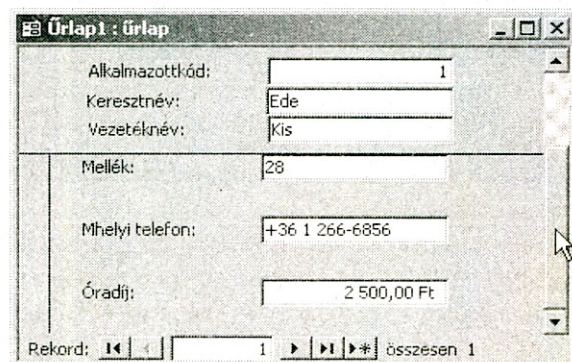 Űrlap1 : űrlap
Alkalmazottkód: 1
Keresztnév: Ede
Vezetéknév: Kis
Mellék: 28
Mhelyi telefon: +36 1 266-6856
Óradíj: 2 500,00 Ft
Rekord: 1 összesen 1